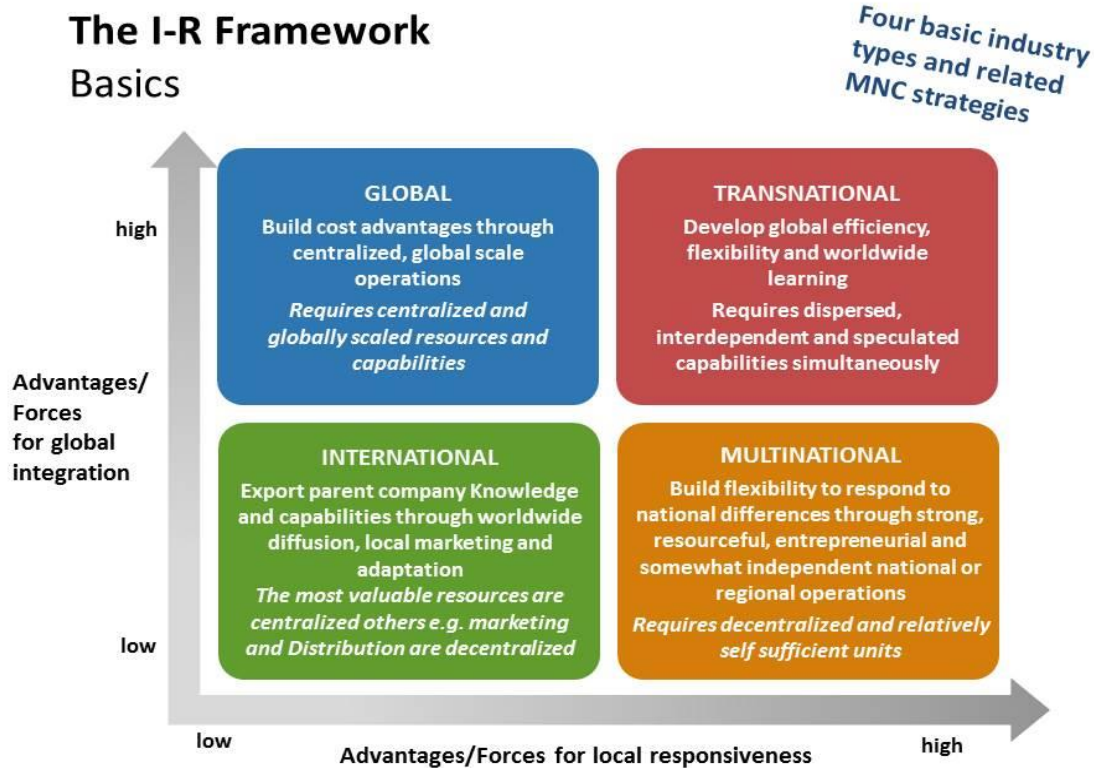 The I-R Framework
Basics
Four basic industry
types and related
MNC strategies
high
GLOBAL
Build cost advantages through
centralized, global scale
operations
Requires centralized and
globally scaled resources and
capabilities
TRANSNATIONAL
Develop global efficiency,
flexibility and worldwide
learning
Requires dispersed,
interdependent and speculated
capabilities simultaneously
Advantages/
Forces
for global
integration
INTERNATIONAL
Export parent company Knowledge
and capabilities through worldwide
diffusion, local marketing and
adaptation
The most valuable resources are
centralized others e.g. marketing
and Distribution are decentralized
MULTINATIONAL
Build flexibility to respond to
national differences through strong,
resourceful, entrepreneurial and
somewhat independent national or
regional operations
Requires decentralized and relatively
self sufficient units
low
low
Advantages/Forces for local responsiveness
high